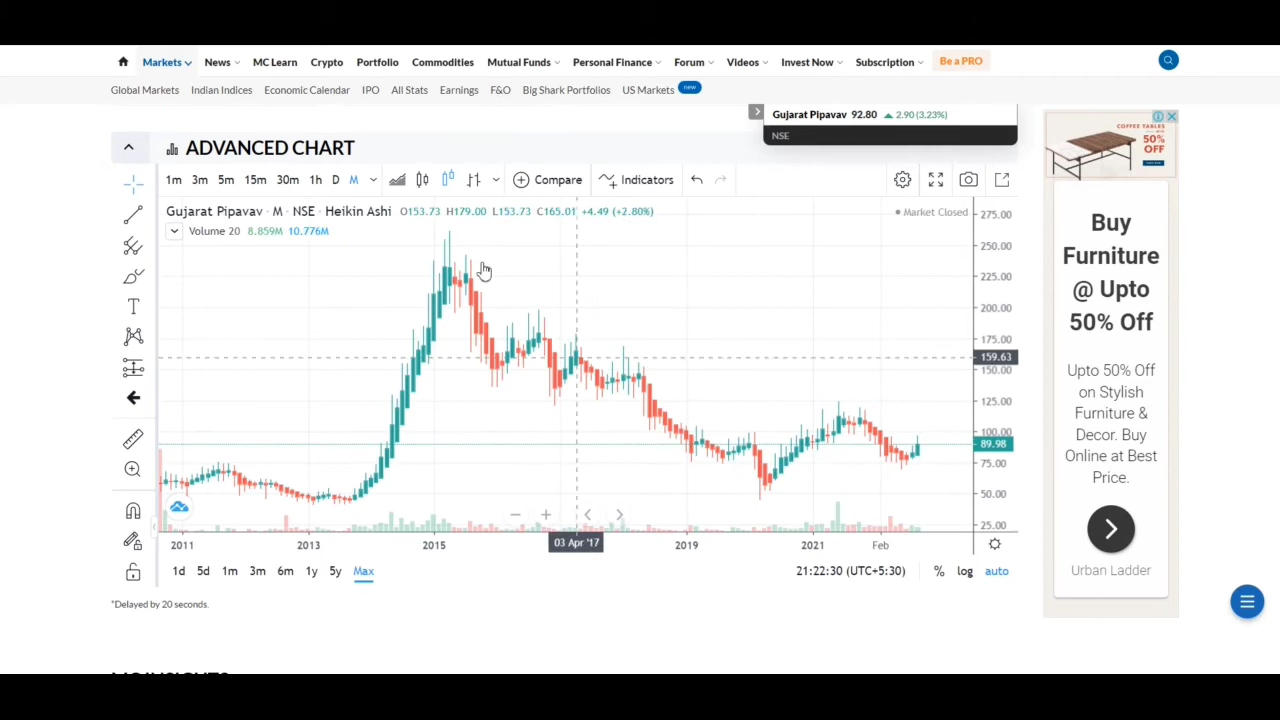 Markets News MC Learn Crypto Portfolio Commodities Mutual Funds Personal Finance Forum Videos Invest Now Subscription Be a PRO
Global Markets Indian Indices Economic Calendar IPO All Stats Earnings F&O Big Shark Portfolios US Markets new
Gujarat Pipavav 92.80 2.90 (3.23%)
NSE
ADVANCED CHART
1m 3m 5m 15m 30m 1h D M Compare Indicators
Gujarat Pipavav · M · NSE · Heikin Ashi O153.73 H179.00 L153.73 C165.01 +4.49 (+2.80%)
Market Closed
Volume 20 8.859M 10.776M
275.00
250.00
225.00
200.00
175.00
159.63
150.00
125.00
100.00
89.98
75.00
50.00
25.00
2011 2013 2015 03 Apr '17 2019 2021 Feb
1d 5d 1m 3m 6m 1y 5y Max 21:22:30 (UTC+5:30) % log auto
*Delayed by 20 seconds.
COFFEE TABLES
50%
OFF
Buy
Furniture
@ Upto
50% Off
Upto 50% Off
on Stylish
Furniture &
Decor. Buy
Online at Best
Price.
Urban Ladder